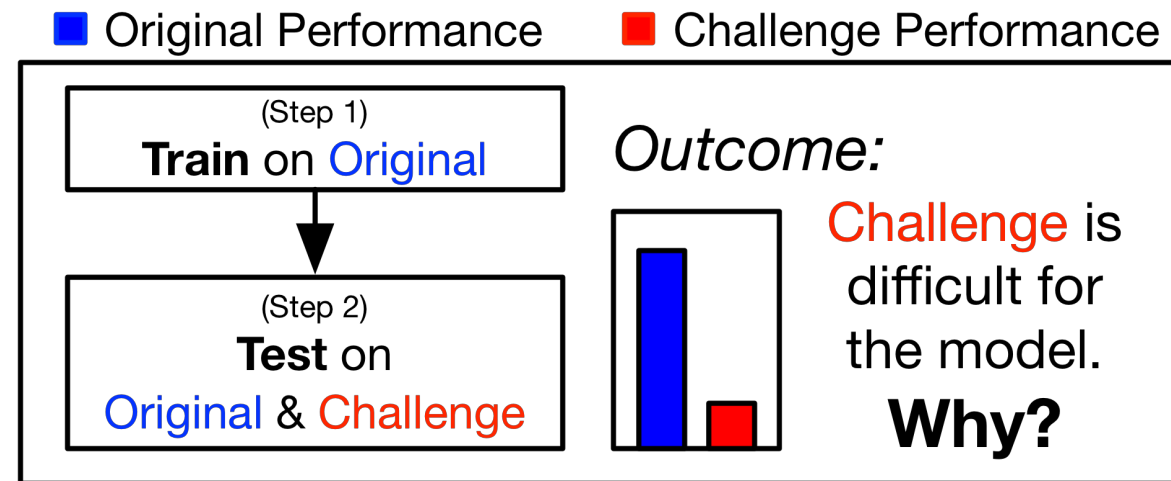 Original Performance
Challenge Performance
(Step 1)
Train on Original
(Step 2)
Test on
Original & Challenge
Outcome:
Challenge is
difficult for
the model.
Why?